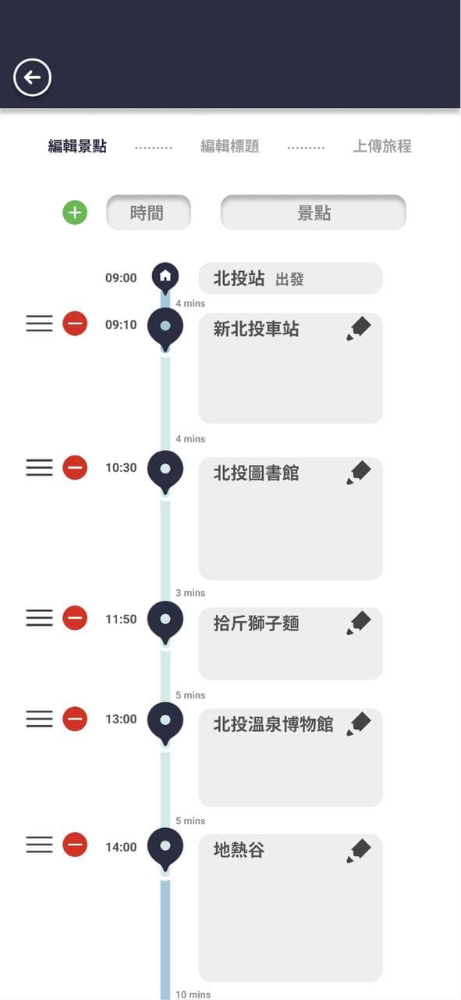 編輯景點 ……… 編輯標題 ……… 上傳旅程
時間 景點
09:00 北投站 出發
4 mins
09:10 新北投車站
4 mins
10:30 北投圖書館
3 mins
11:50 拾斤獅子麵
5 mins
13:00 北投溫泉博物館
5 mins
14:00 地熱谷
10 mins